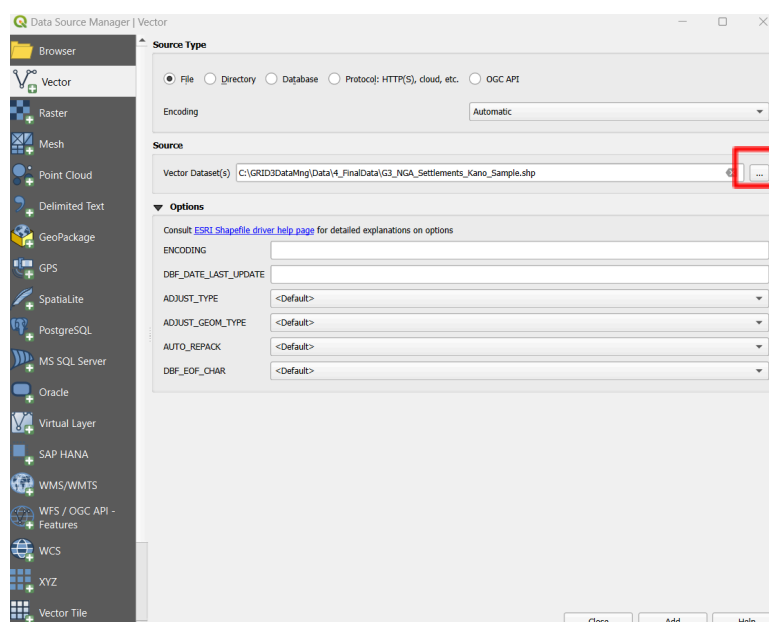 Data Source Manager | Vector
Browser
Vector
Raster
Mesh
Point Cloud
Delimited Text
GeoPackage
GPS
SpatiaLite
PostgreSQL
MS SQL Server
Oracle
Virtual Layer
SAP HANA
WMS/WMTS
WFS / OGC API -
Features
WCS
XYZ
Vector Tile
Source Type
File Directory Database Protocol: HTTP(S), cloud, etc. OGC API
Encoding Automatic
Source
Vector Dataset(s) C:\GRID3DataMng\Data\4_FinalData\G3_NGA_Settlements_Kano_Sample.shp ...
Options
Consult ESRI Shapefile driver help page for detailed explanations on options
ENCODING
DBF_DATE_LAST_UPDATE
ADJUST_TYPE <Default>
ADJUST_GEOM_TYPE <Default>
AUTO_REPACK <Default>
DBF_EOF_CHAR <Default>
Close Add Help